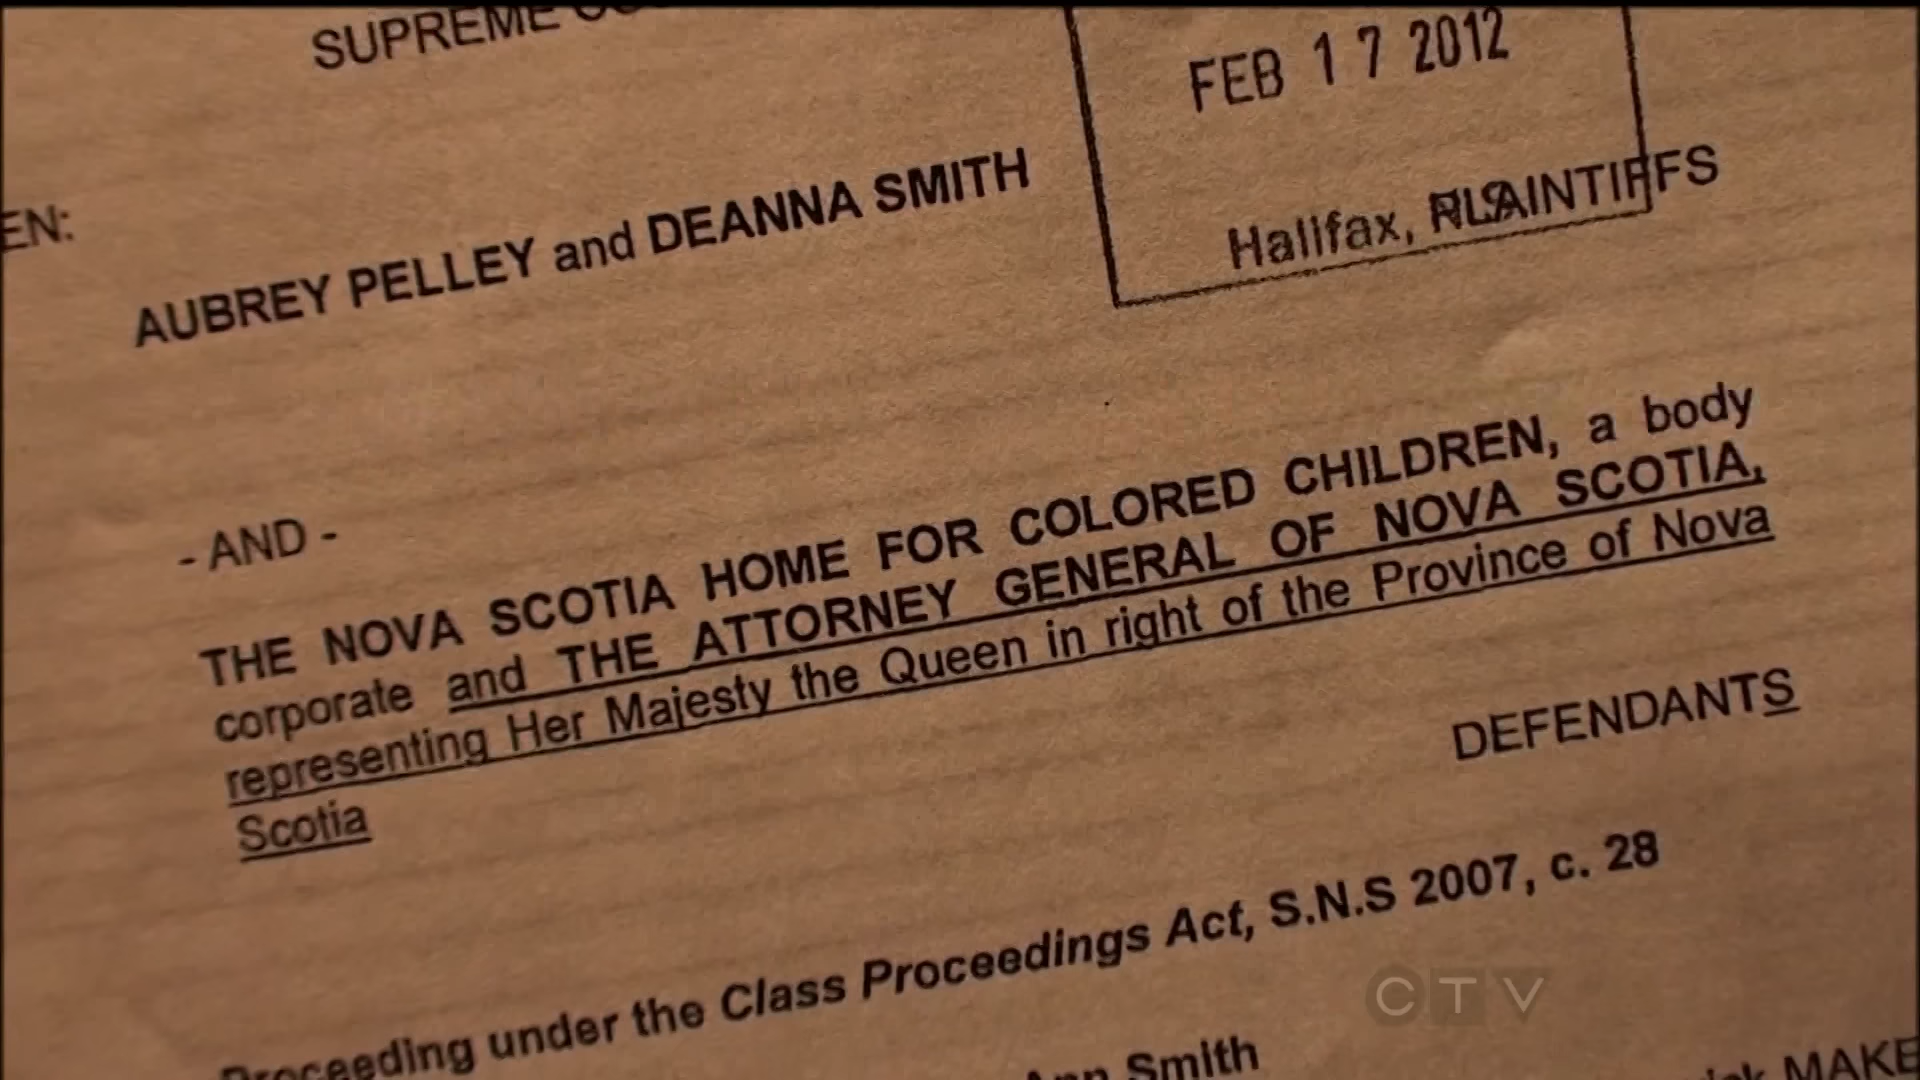 SUPREME
FEB 17 2012
Halifax, N.S.
EN:
AUBREY PELLEY and DEANNA SMITH
PLAINTIFFS
- AND -
THE NOVA SCOTIA HOME FOR COLORED CHILDREN, a body
corporate and THE ATTORNEY GENERAL OF NOVA SCOTIA,
representing Her Majesty the Queen in right of the Province of Nova
Scotia
DEFENDANTS
Proceeding under the Class Proceedings Act, S.N.S 2007, c. 28
CTV
Ann Smith
MAKE